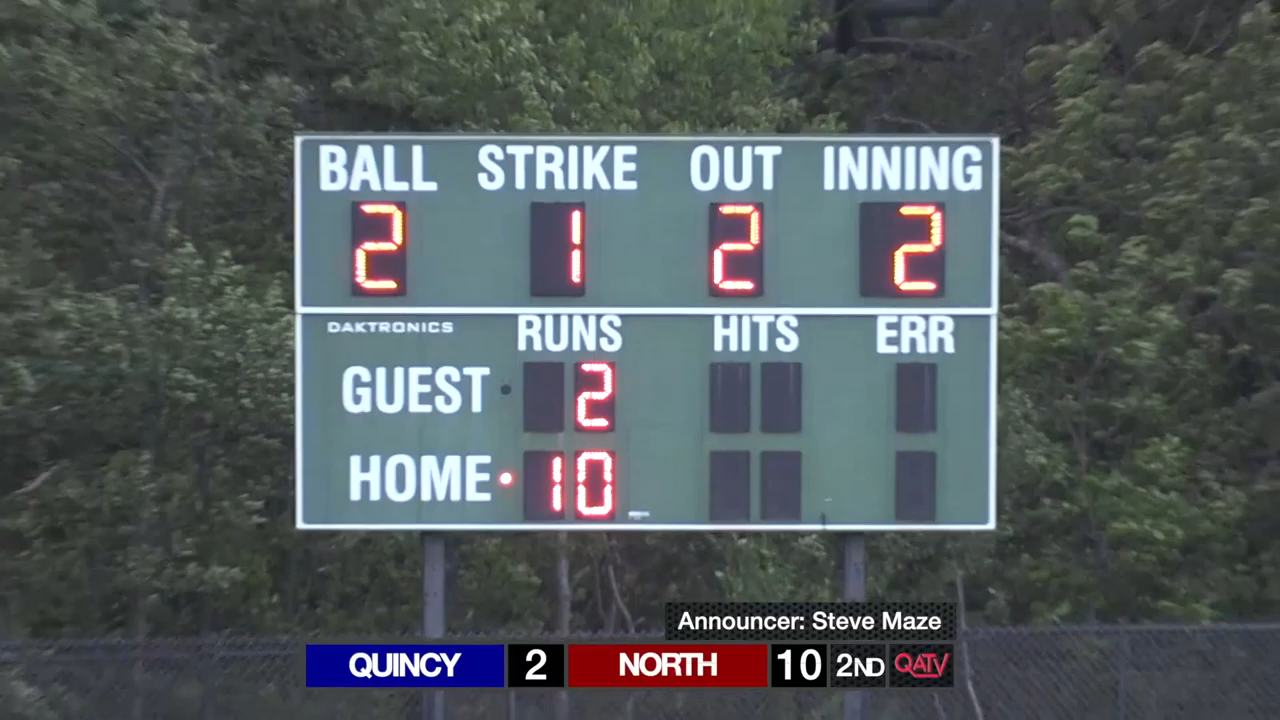 BALL STRIKE OUT INNING
2 1 2 2
DAKTRONICS RUNS HITS ERR
GUEST 2
HOME 10
Announcer: Steve Maze
QUINCY 2 NORTH 10 2ND QATV